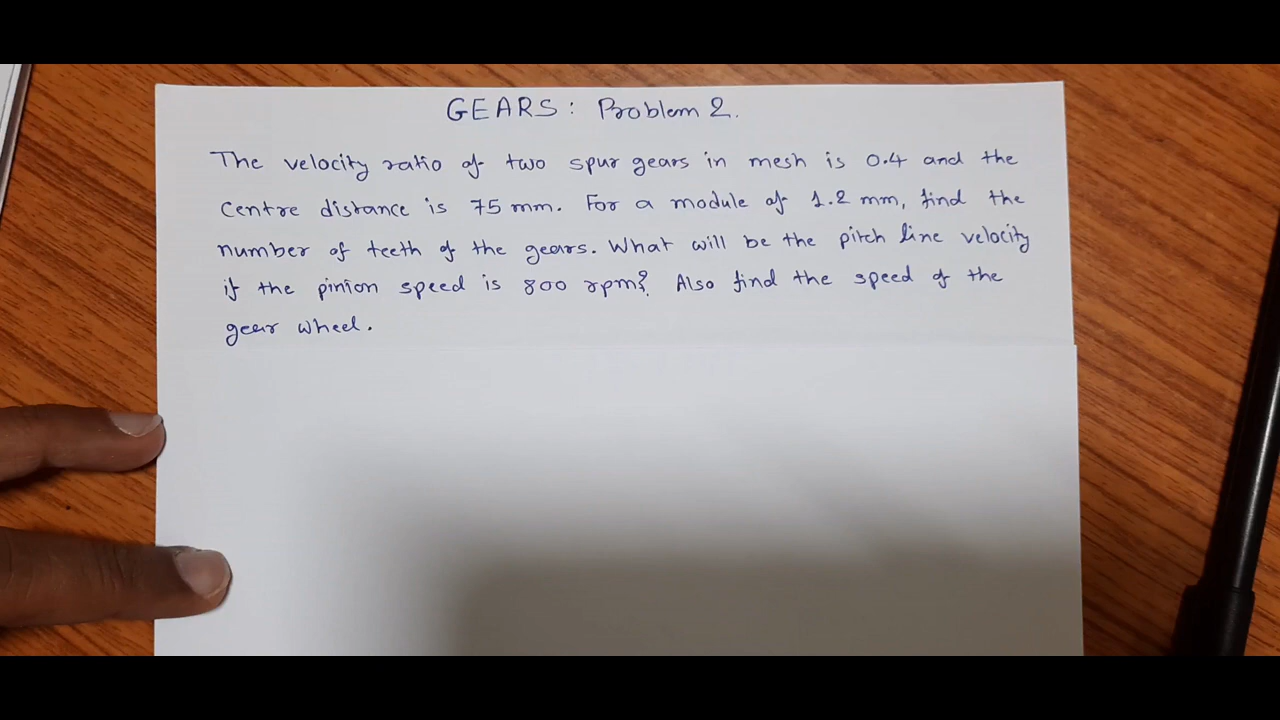 GEARS: Problem 2.
The velocity ratio of two spur gears in mesh is 0.4 and the
centre distance is 75 mm. For a module of 1.2 mm, find the
number of teeth of the gears. What will be the pitch line velocity
if the pinion speed is 800 rpm? Also find the speed of the
gear wheel.